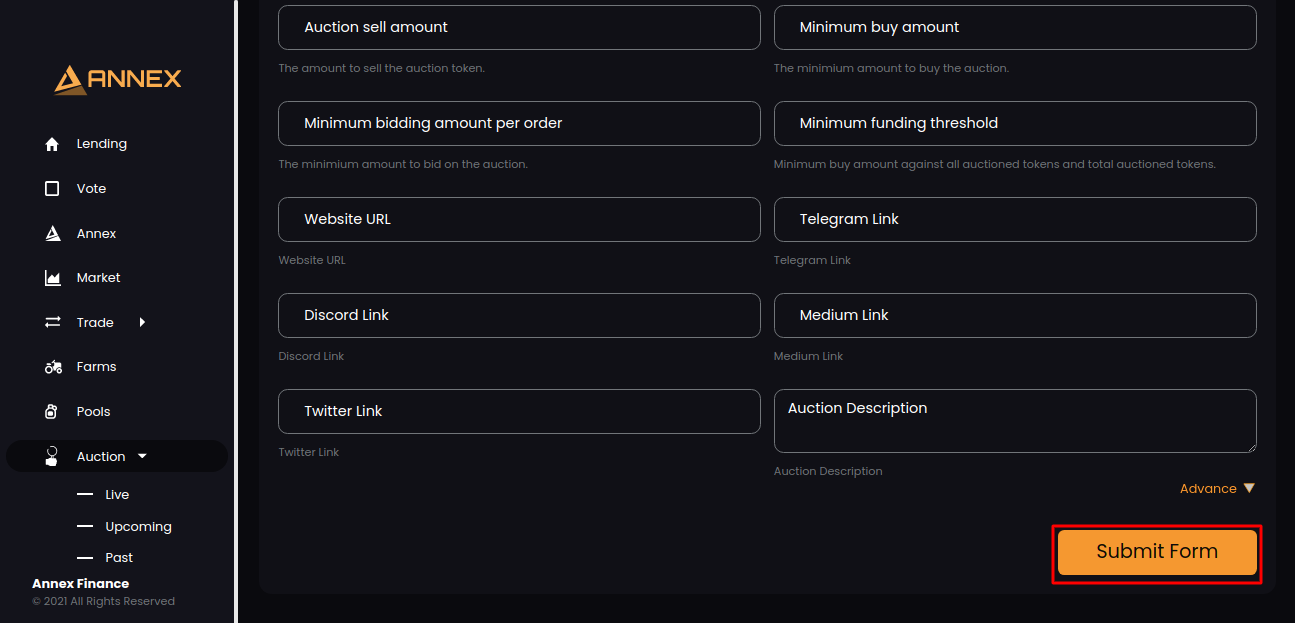 ANNEX
Lending
Vote
Annex
Market
Trade
Farms
Pools
Auction
Live
Upcoming
Past
Annex Finance
© 2021 All Rights Reserved
Auction sell amount
The amount to sell the auction token.
Minimum buy amount
The minimium amount to buy the auction.
Minimum bidding amount per order
The minimium amount to bid on the auction.
Minimum funding threshold
Minimum buy amount against all auctioned tokens and total auctioned tokens.
Website URL
Website URL
Telegram Link
Telegram Link
Discord Link
Discord Link
Medium Link
Medium Link
Twitter Link
Twitter Link
Auction Description
Auction Description
Advance ▼
Submit Form